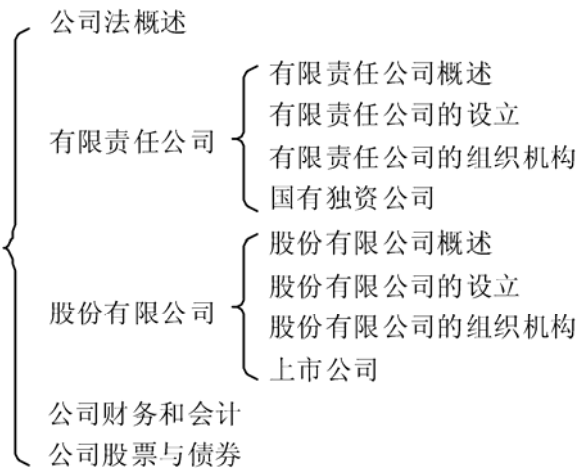 公司法概述
有限责任公司
有限责任公司概述
有限责任公司的设立
有限责任公司的组织机构
国有独资公司
股份有限公司
股份有限公司概述
股份有限公司的设立
股份有限公司的组织机构
上市公司
公司财务和会计
公司股票与债券